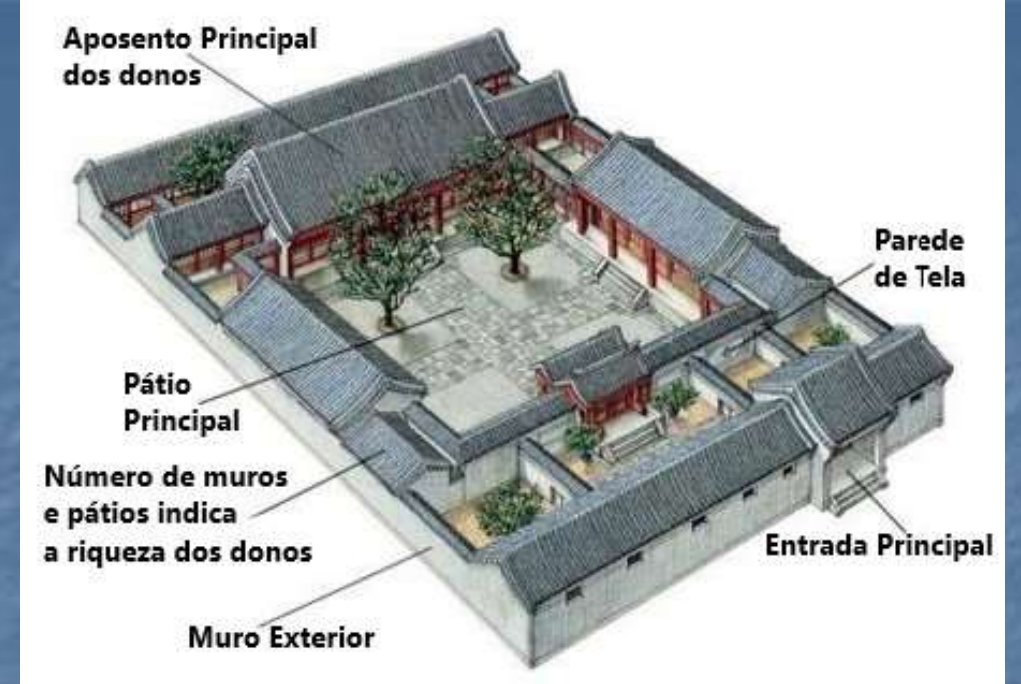 Aposento Principal
dos donos
Parede
de Tela
Pátio
Principal
Número de muros
e pátios indica
a riqueza dos donos
Entrada Principal
Muro Exterior